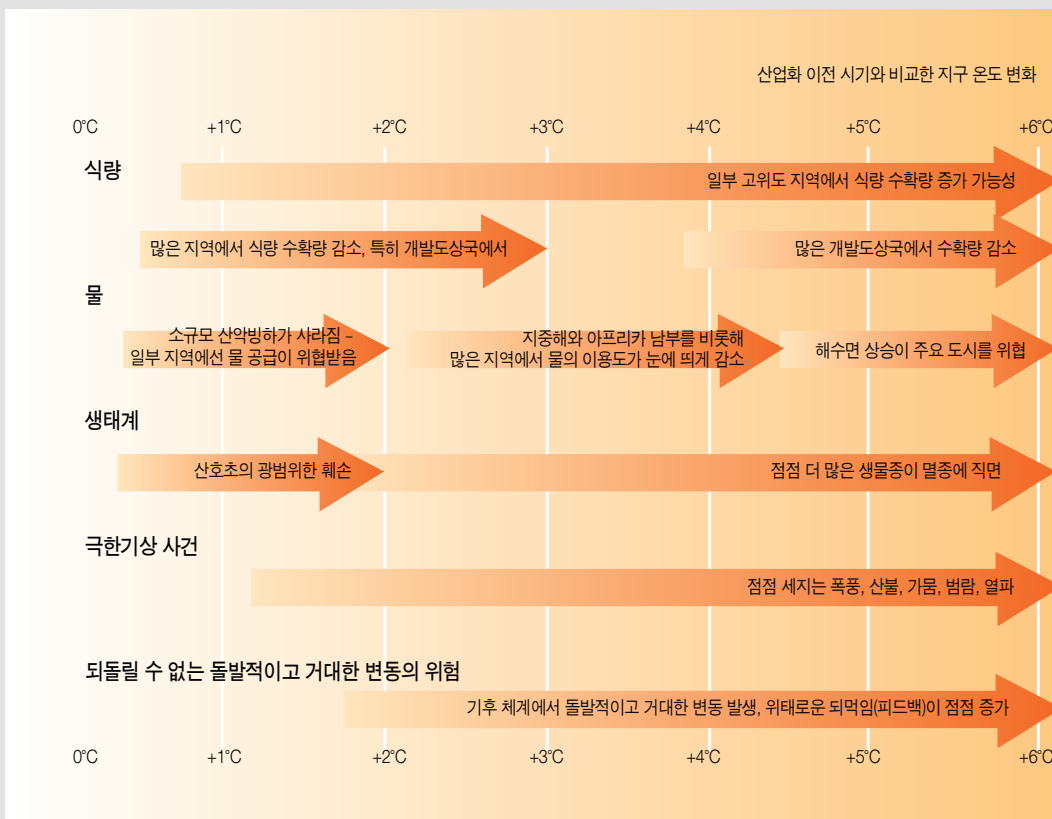 산업화 이전 시기와 비교한 지구 온도 변화
0℃ +1℃ +2℃ +3℃ +4℃ +5℃ +6℃
식량
일부 고위도 지역에서 식량 수확량 증가 가능성
많은 지역에서 식량 수확량 감소, 특히 개발도상국에서
많은 개발도상국에서 수확량 감소
물
소규모 산악빙하가 사라짐 –
일부 지역에선 물 공급이 위협받음
지중해와 아프리카 남부를 비롯해
많은 지역에서 물의 이용도가 눈에 띄게 감소
해수면 상승이 주요 도시를 위협
생태계
산호초의 광범위한 훼손
점점 더 많은 생물종이 멸종에 직면
극한기상 사건
점점 세지는 폭풍, 산불, 가뭄, 범람, 열파
되돌릴 수 없는 돌발적이고 거대한 변동의 위험
기후 체계에서 돌발적이고 거대한 변동 발생, 위태로운 되먹임(피드백)이 점점 증가
0℃ +1℃ +2℃ +3℃ +4℃ +5℃ +6℃